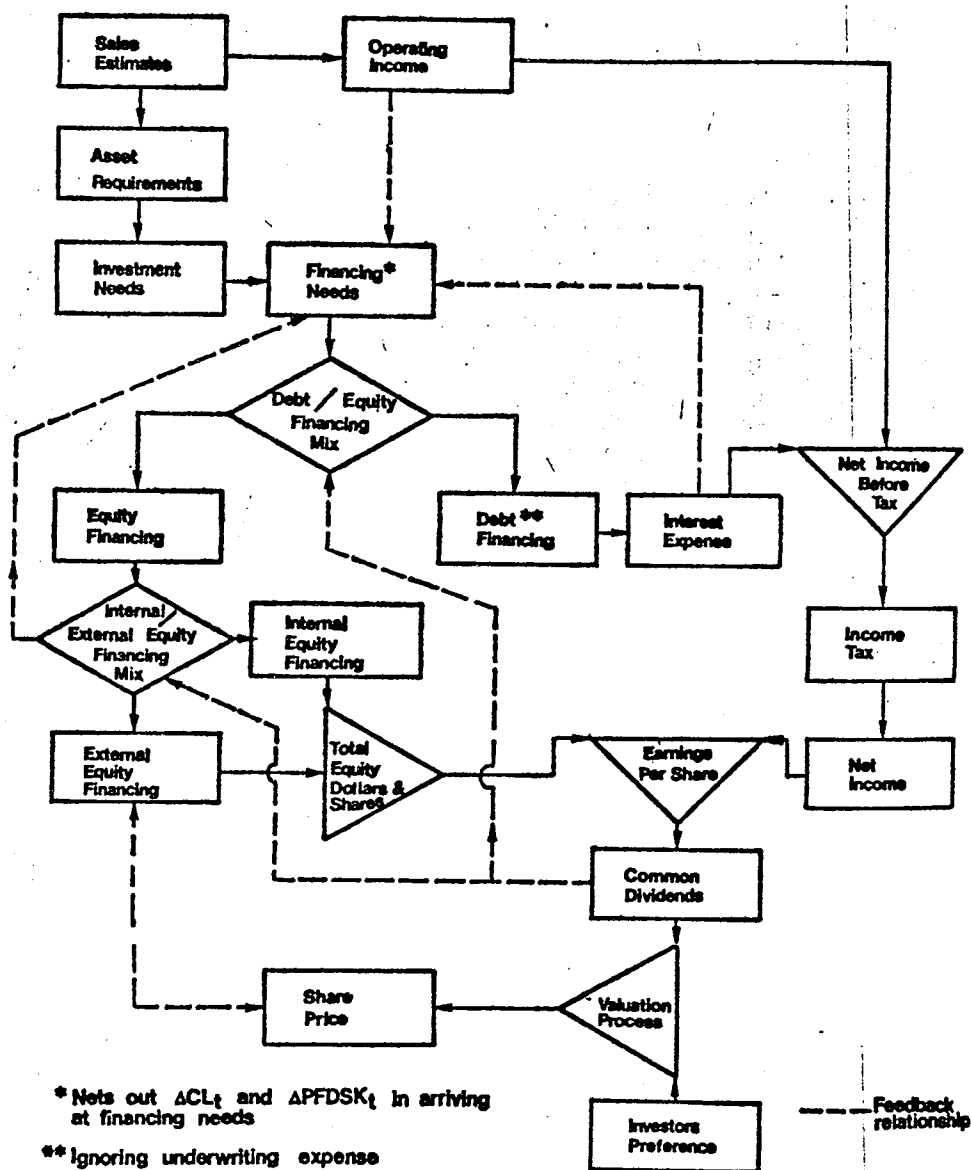 Sales
Estimates
Operating
Income
Asset
Requirements
Investment
Needs
Financing*
Needs
Debt / Equity
Financing
Mix
Equity
Financing
Debt **
Financing
Interest
Expense
Net Income
Before
Tax
Internal /
External Equity
Financing
Mix
Internal
Equity
Financing
Income
Tax
External
Equity
Financing
Total
Equity
Dollars &
Shares
Earnings
Per Share
Net
Income
Common
Dividends
Share
Price
Valuation
Process
* Nets out ΔCLt and ΔPFDSKt in arriving
at financing needs
Investors
Preference
Feedback
relationship
** Ignoring underwriting expense